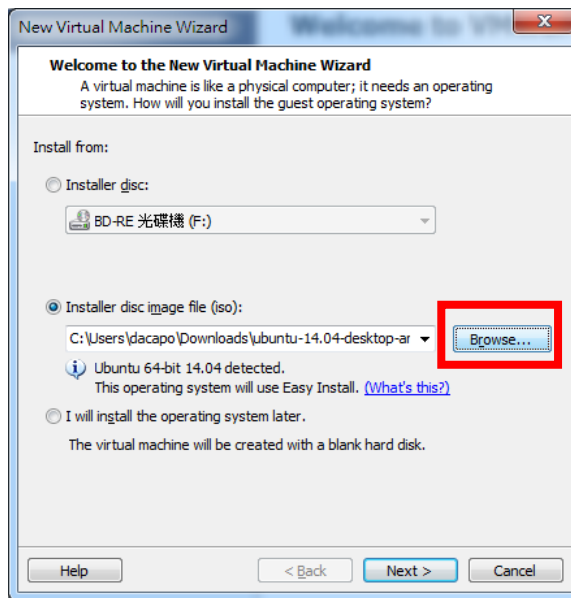 New Virtual Machine Wizard
Welcome to VM
Welcome to the New Virtual Machine Wizard
A virtual machine is like a physical computer; it needs an operating
system. How will you install the guest operating system?
Install from:
Installer disc:
BD-RE 光碟機 (F:)
Installer disc image file (iso):
C:\Users\dacapo\Downloads\ubuntu-14.04-desktop-ar
Browse...
Ubuntu 64-bit 14.04 detected.
This operating system will use Easy Install. (What's this?)
I will install the operating system later.
The virtual machine will be created with a blank hard disk.
Help
< Back
Next >
Cancel